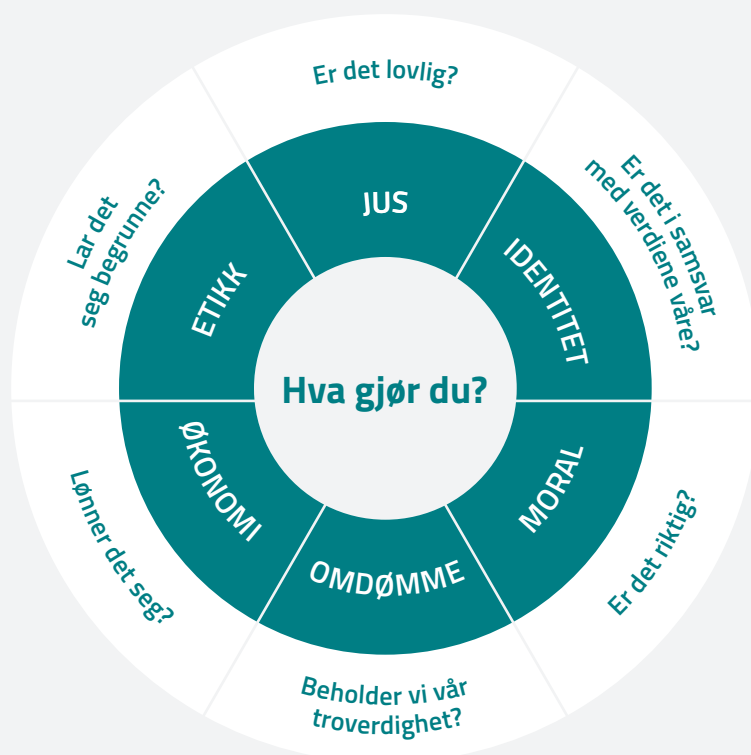 Er det lovlig?
JUS
Er det i samsvar
med verdiene våre?
IDENTITET
Lar det
seg begrunne?
ETIKK
Hva gjør du?
ØKONOMI
Lønner det seg?
MORAL
Er det riktig?
OMDØMME
Beholder vi vår
troverdighet?